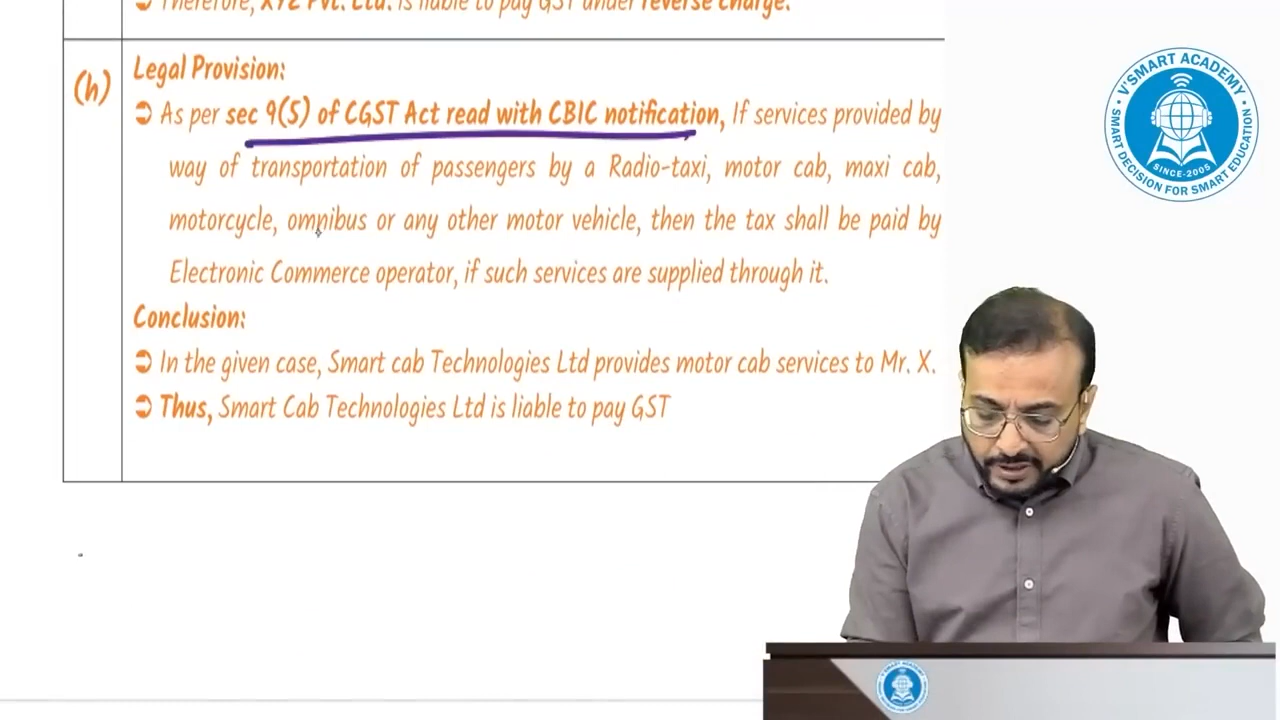 ➲ Therefore, XYZ Pvt. Ltd. is liable to pay GST under reverse charge.
(h)
Legal Provision:
➲ As per sec 9(5) of CGST Act read with CBIC notification, If services provided by
way of transportation of passengers by a Radio-taxi, motor cab, maxi cab,
motorcycle, omnibus or any other motor vehicle, then the tax shall be paid by
Electronic Commerce operator, if such services are supplied through it.
Conclusion:
➲ In the given case, Smart cab Technologies Ltd provides motor cab services to Mr. X.
➲ Thus, Smart Cab Technologies Ltd is liable to pay GST
V'SMART ACADEMY
SINCE-2005
SMART DECISION FOR SMART EDUCATION